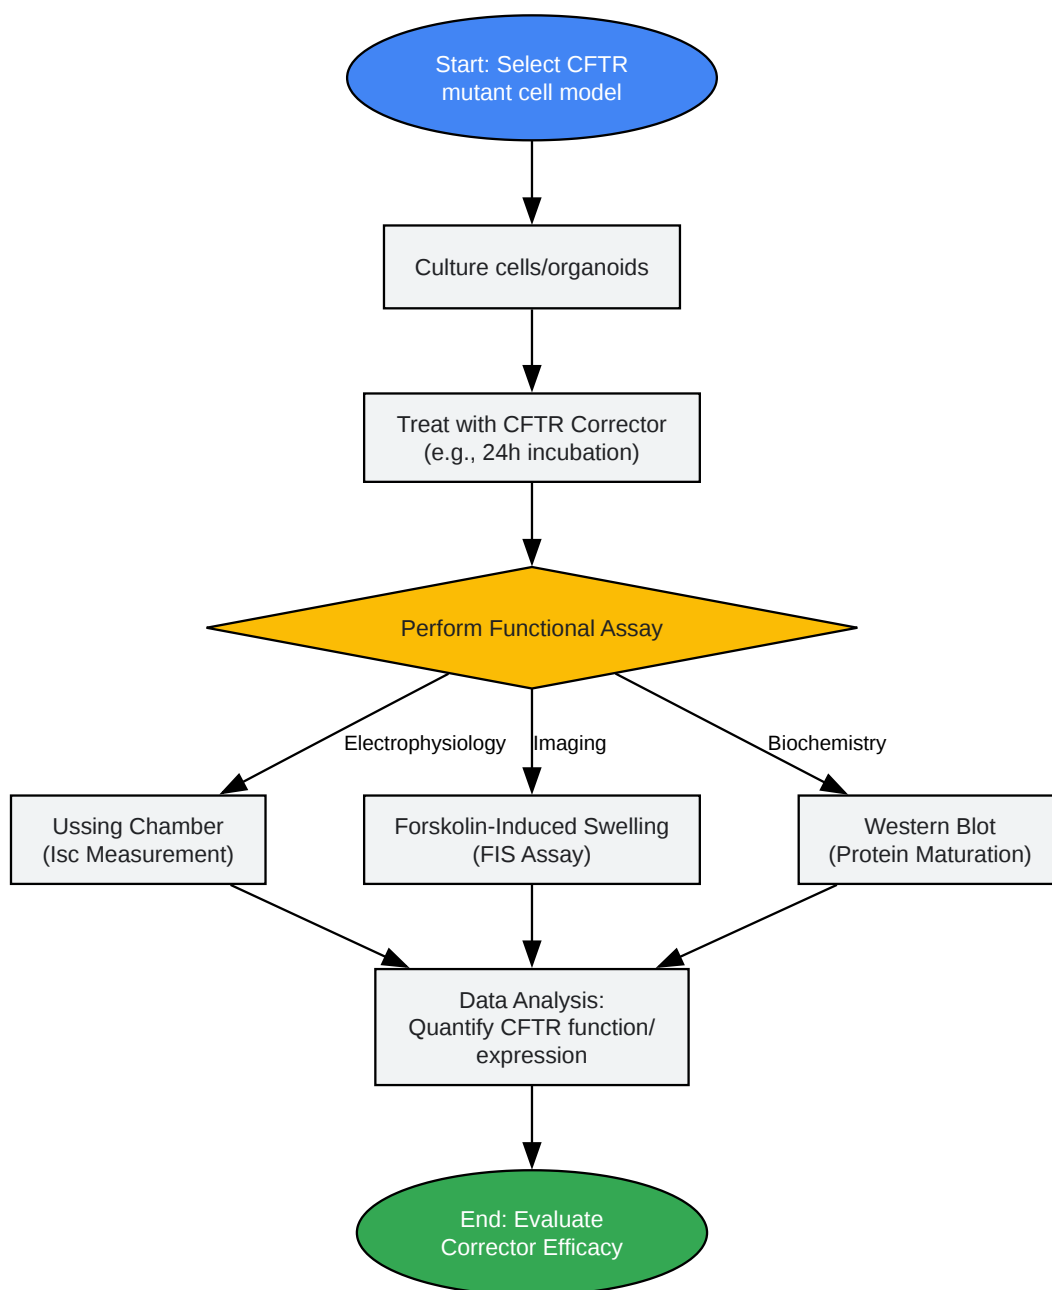 Start: Select CFTR
mutant cell model
Culture cells/organoids
Treat with CFTR Corrector
(e.g., 24h incubation)
Perform Functional Assay
Electrophysiology
Imaging
Biochemistry
Ussing Chamber
(Isc Measurement)
Forskolin-Induced Swelling
(FIS Assay)
Western Blot
(Protein Maturation)
Data Analysis:
Quantify CFTR function/
expression
End: Evaluate
Corrector Efficacy